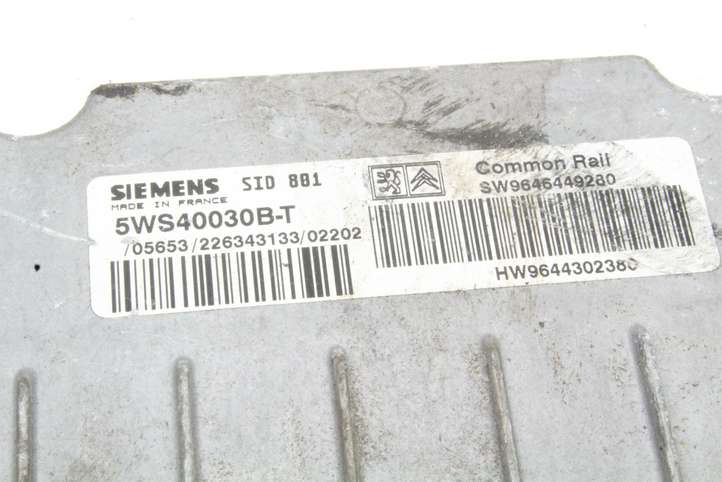 SIEMENS SID 801
MADE IN FRANCE
5WS40030B-T
/05653/226343133/02202
Common Rail
SW9646449280
HW9644302380